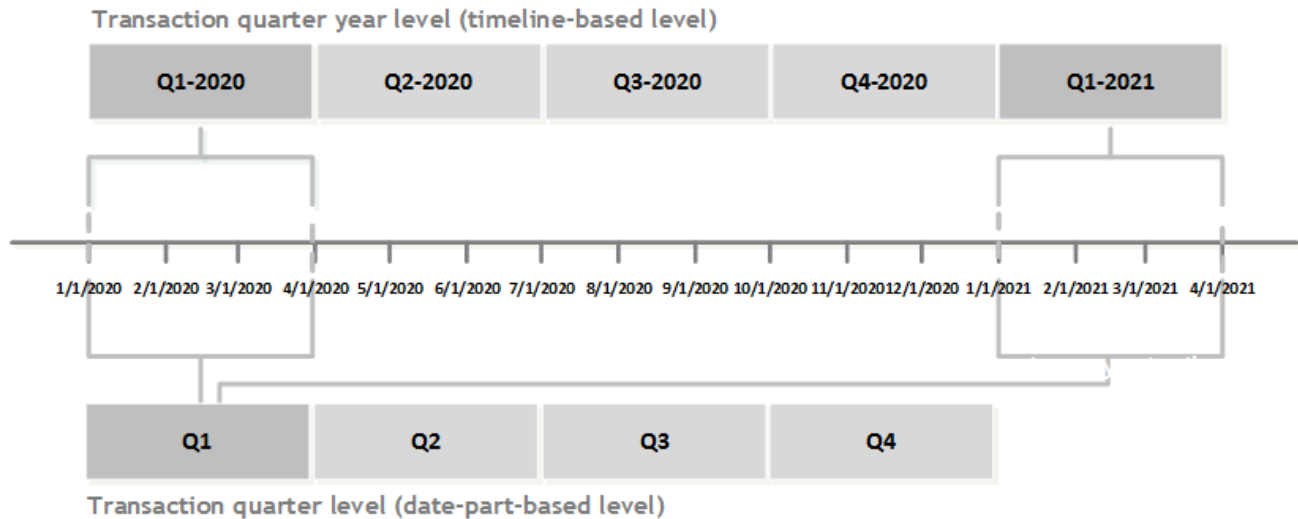 Transaction quarter year level (timeline-based level)
Q1-2020 Q2-2020 Q3-2020 Q4-2020 Q1-2021
1/1/2020 2/1/2020 3/1/2020 4/1/2020 5/1/2020 6/1/2020 7/1/2020 8/1/2020 9/1/2020 10/1/2020 11/1/2020 12/1/2020 1/1/2021 2/1/2021 3/1/2021 4/1/2021
Q1 Q2 Q3 Q4
Transaction quarter level (date-part-based level)